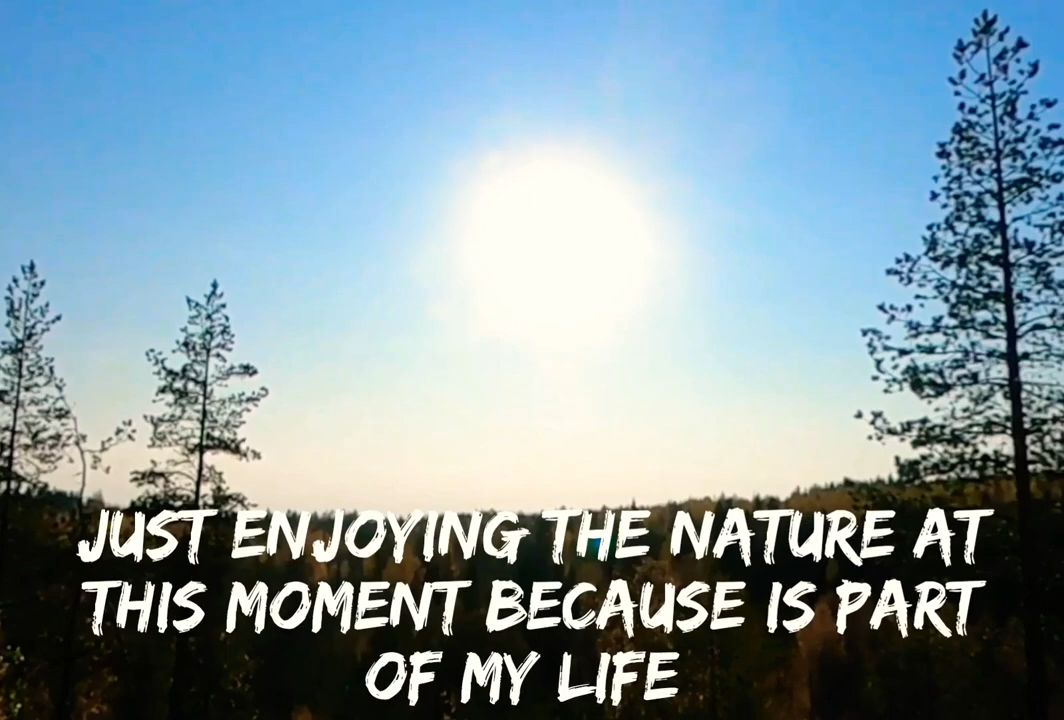 JUST ENJOYING THE NATURE AT
THIS MOMENT BECAUSE IS PART
OF MY LIFE